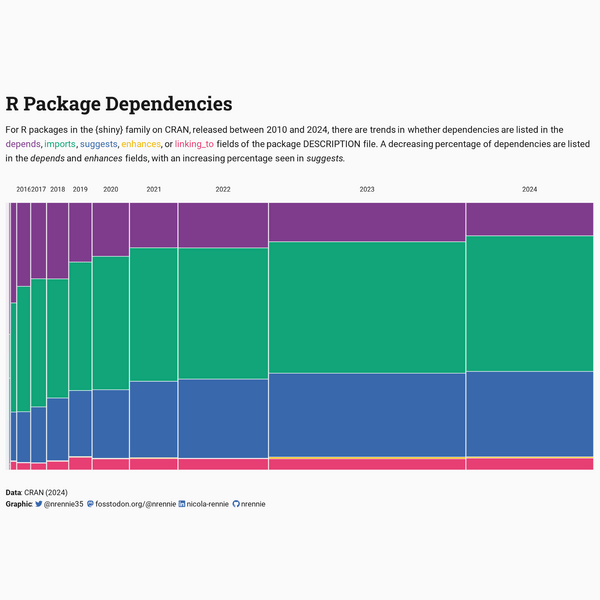 R Package Dependencies
For R packages in the {shiny} family on CRAN, released between 2010 and 2024, there are trends in whether dependencies are listed in the
depends, imports, suggests, enhances, or linking_to fields of the package DESCRIPTION file. A decreasing percentage of dependencies are listed
in the depends and enhances fields, with an increasing percentage seen in suggests.
2016 2017 2018 2019 2020 2021 2022 2023 2024
Data: CRAN (2024)
Graphic: @nrennie35 fosstodon.org/@nrennie nicola-rennie nrennie